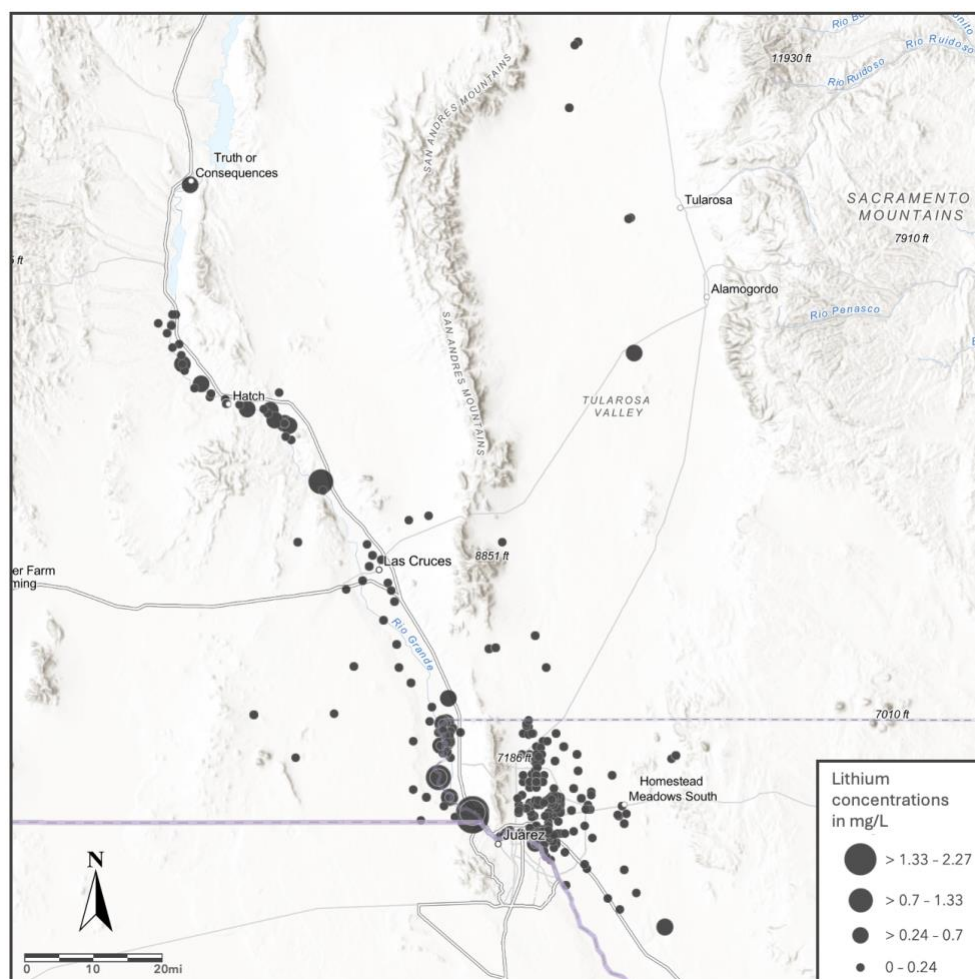 Rio Ruidoso
11930 ft
Rio Ruidoso
SAN ANDRES MOUNTAINS
Truth or
Consequences
Tularosa
SACRAMENTO
MOUNTAINS
7910 ft
Alamogordo
Rio Penasco
SAN ANDRES MOUNTAINS
Hatch
TULAROSA
VALLEY
8851 ft
Las Cruces
er Farm
ming
Rio Grande
7010 ft
7186 ft
Homestead
Meadows South
Juárez
Lithium
concentrations
in mg/L
> 1.33 - 2.27
> 0.7 - 1.33
> 0.24 - 0.7
0 - 0.24
N
0 10 20mi